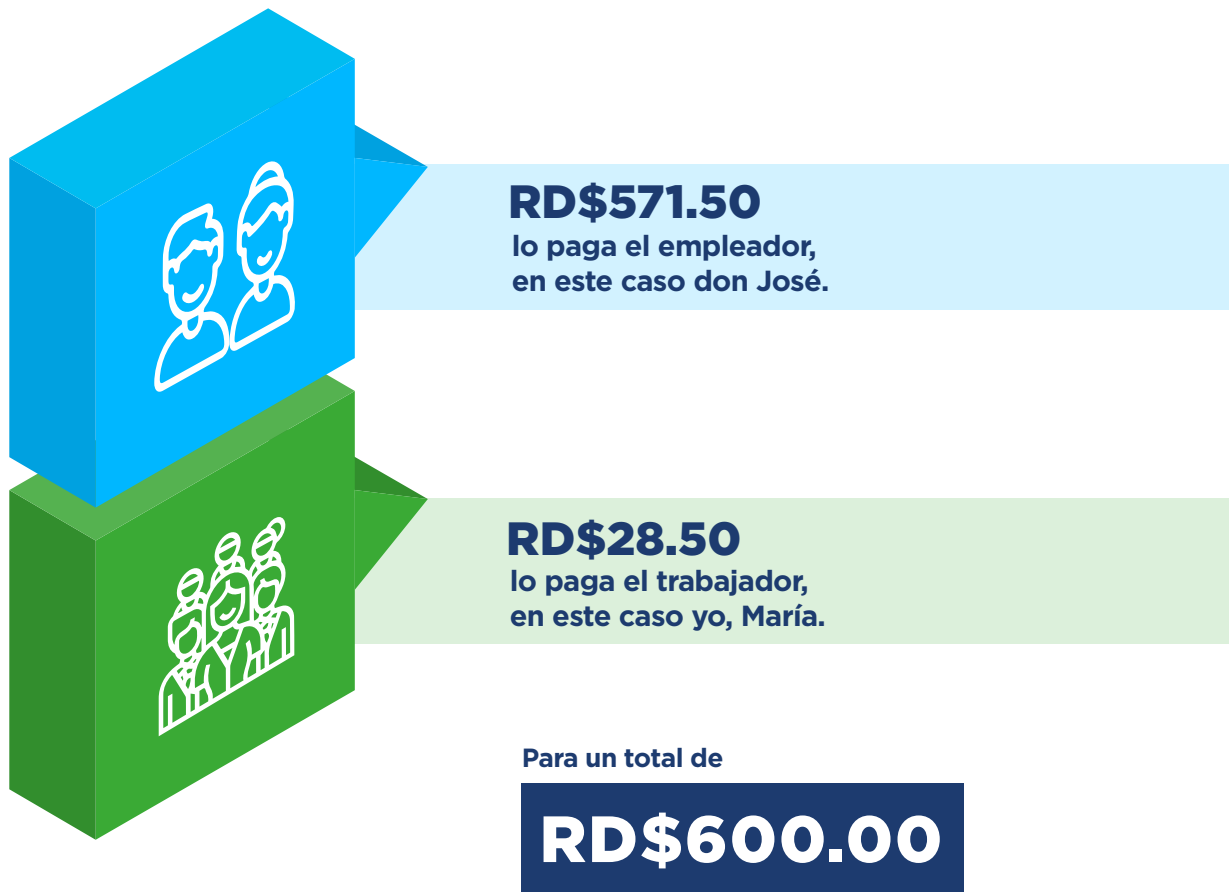 RD$571.50
lo paga el empleador,
en este caso don José.
RD$28.50
lo paga el trabajador,
en este caso yo, María.
Para un total de
RD$600.00